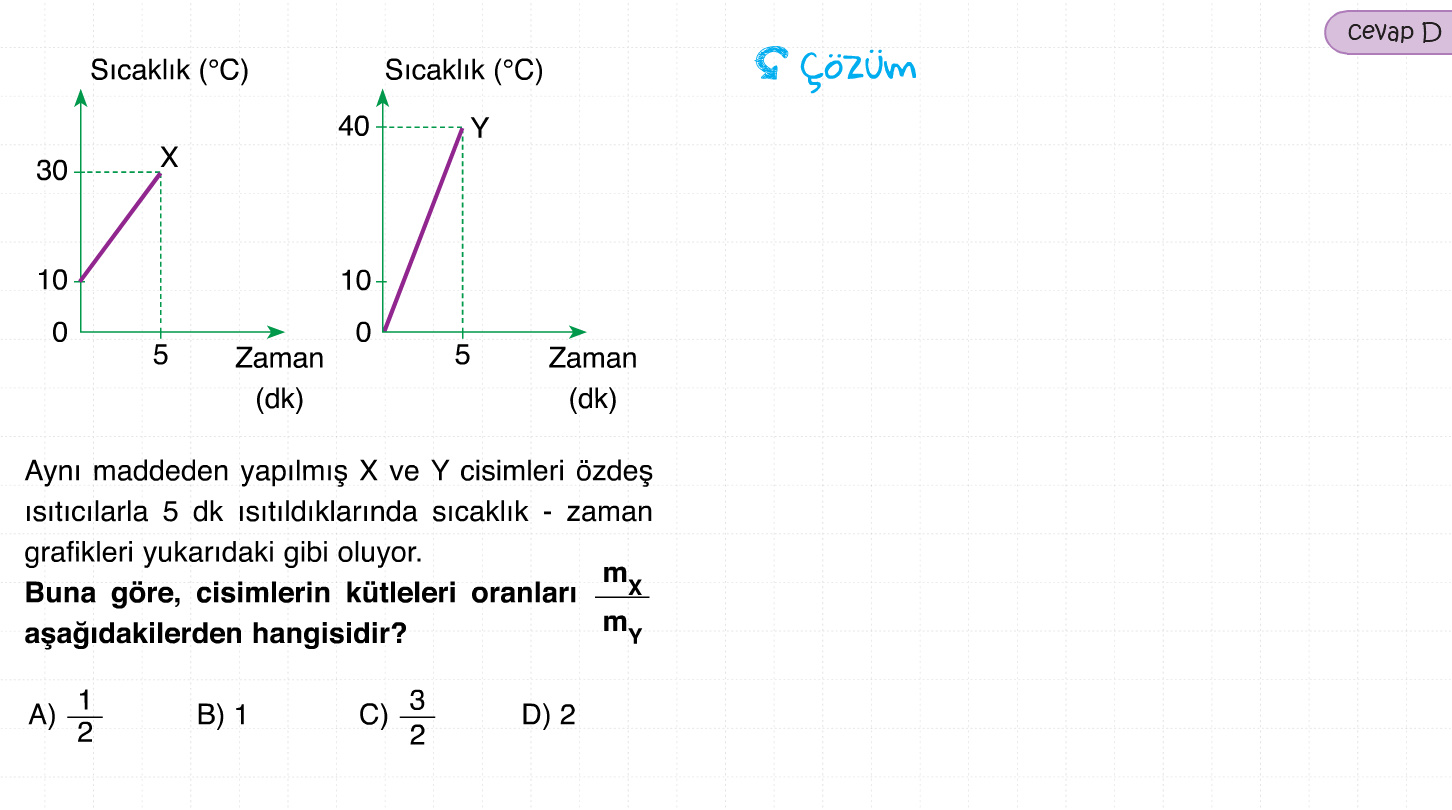 Cevap D
Çözüm
Sıcaklık (°C)
X
30
10
0
5
Zaman
(dk)
Sıcaklık (°C)
40
Y
10
0
5
Zaman
(dk)
Aynı maddeden yapılmış X ve Y cisimleri özdeş
ısıtıcılarla 5 dk ısıtıldıklarında sıcaklık - zaman
grafikleri yukarıdaki gibi oluyor.
Buna göre, cisimlerin kütleleri oranları mX/mY
aşağıdakilerden hangisidir?
A) 1/2 B) 1 C) 3/2 D) 2